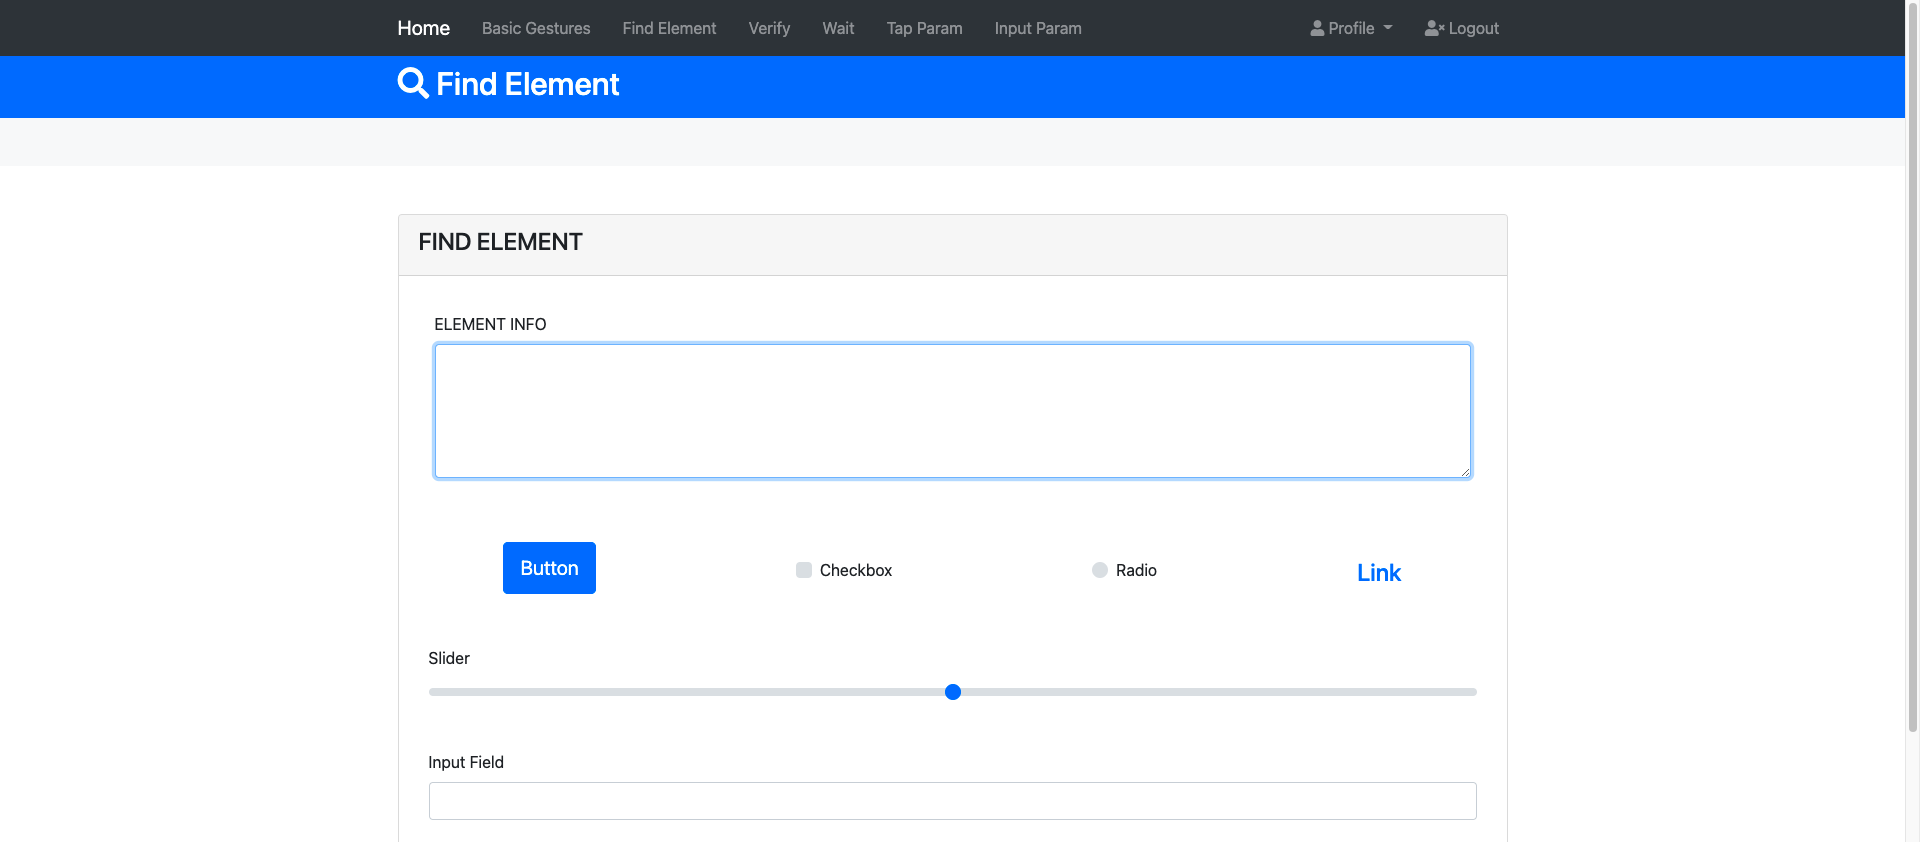 Home Basic Gestures Find Element Verify Wait Tap Param Input Param Profile Logout
Find Element
FIND ELEMENT
ELEMENT INFO
Button Checkbox Radio Link
Slider
Input Field